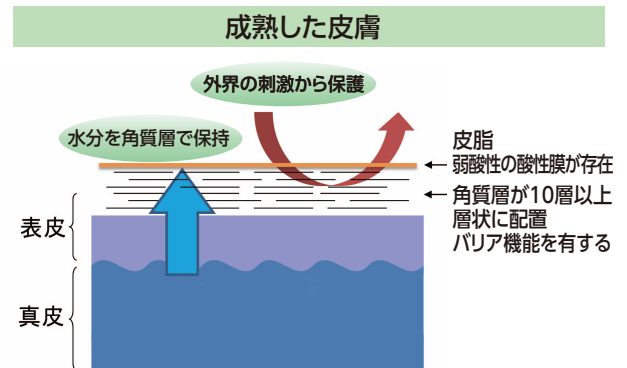 成熟した皮膚
外界の刺激から保護
水分を角質層で保持
皮脂
弱酸性の酸性膜が存在
角質層が10層以上
層状に配置
バリア機能を有する
表皮
真皮